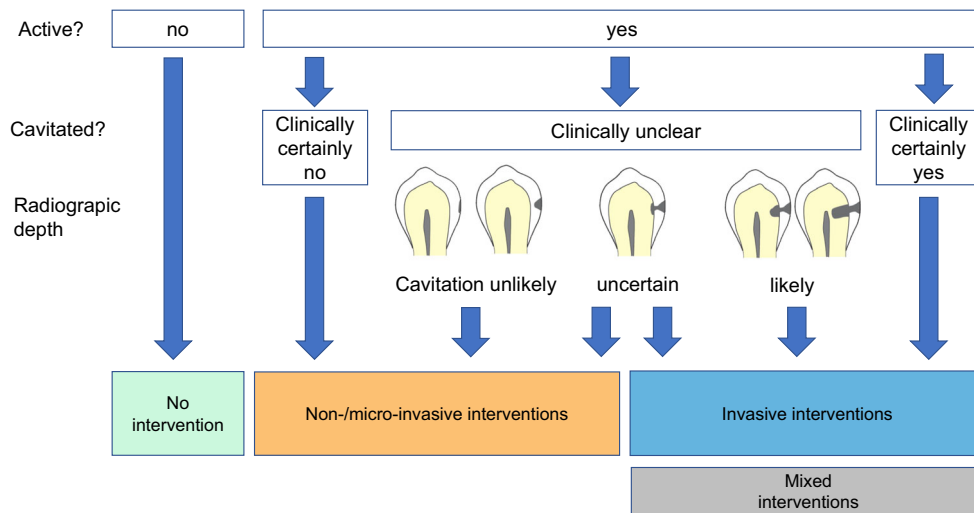 Active?
no
yes
Cavitated?
Clinically
certainly
no
Clinically unclear
Clinically
certainly
yes
Radiograpic
depth
Cavitation unlikely
uncertain
likely
No
intervention
Non-/micro-invasive interventions
Invasive interventions
Mixed
interventions